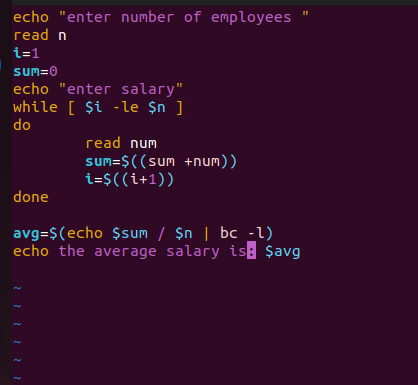 echo "enter number of employees "
read n
i=1
sum=0
echo "enter salary"
while [ $i -le $n ]
do
        read num
        sum=$((sum +num))
        i=$((i+1))
done

avg=$(echo $sum / $n | bc -l)
echo the average salary is: $avg

~
~
~
~
~
~